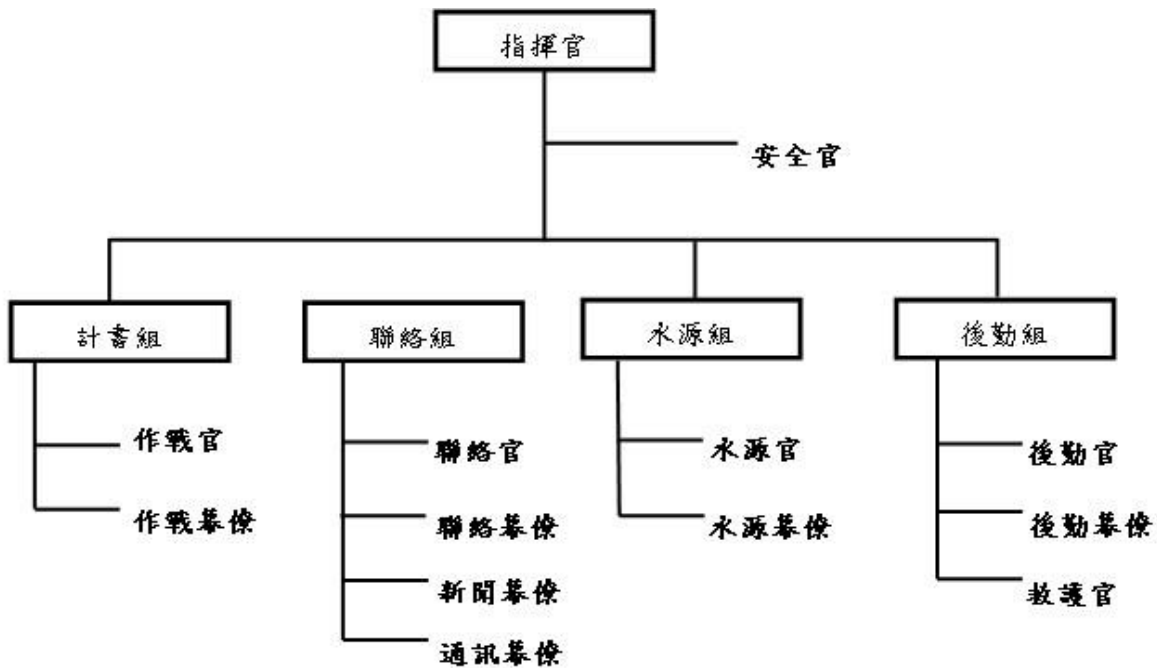 指揮官
安全官
計畫組
聯絡組
水源組
後勤組
作戰官
作戰幕僚
聯絡官
聯絡幕僚
新聞幕僚
通訊幕僚
水源官
水源幕僚
後勤官
後勤幕僚
救護官